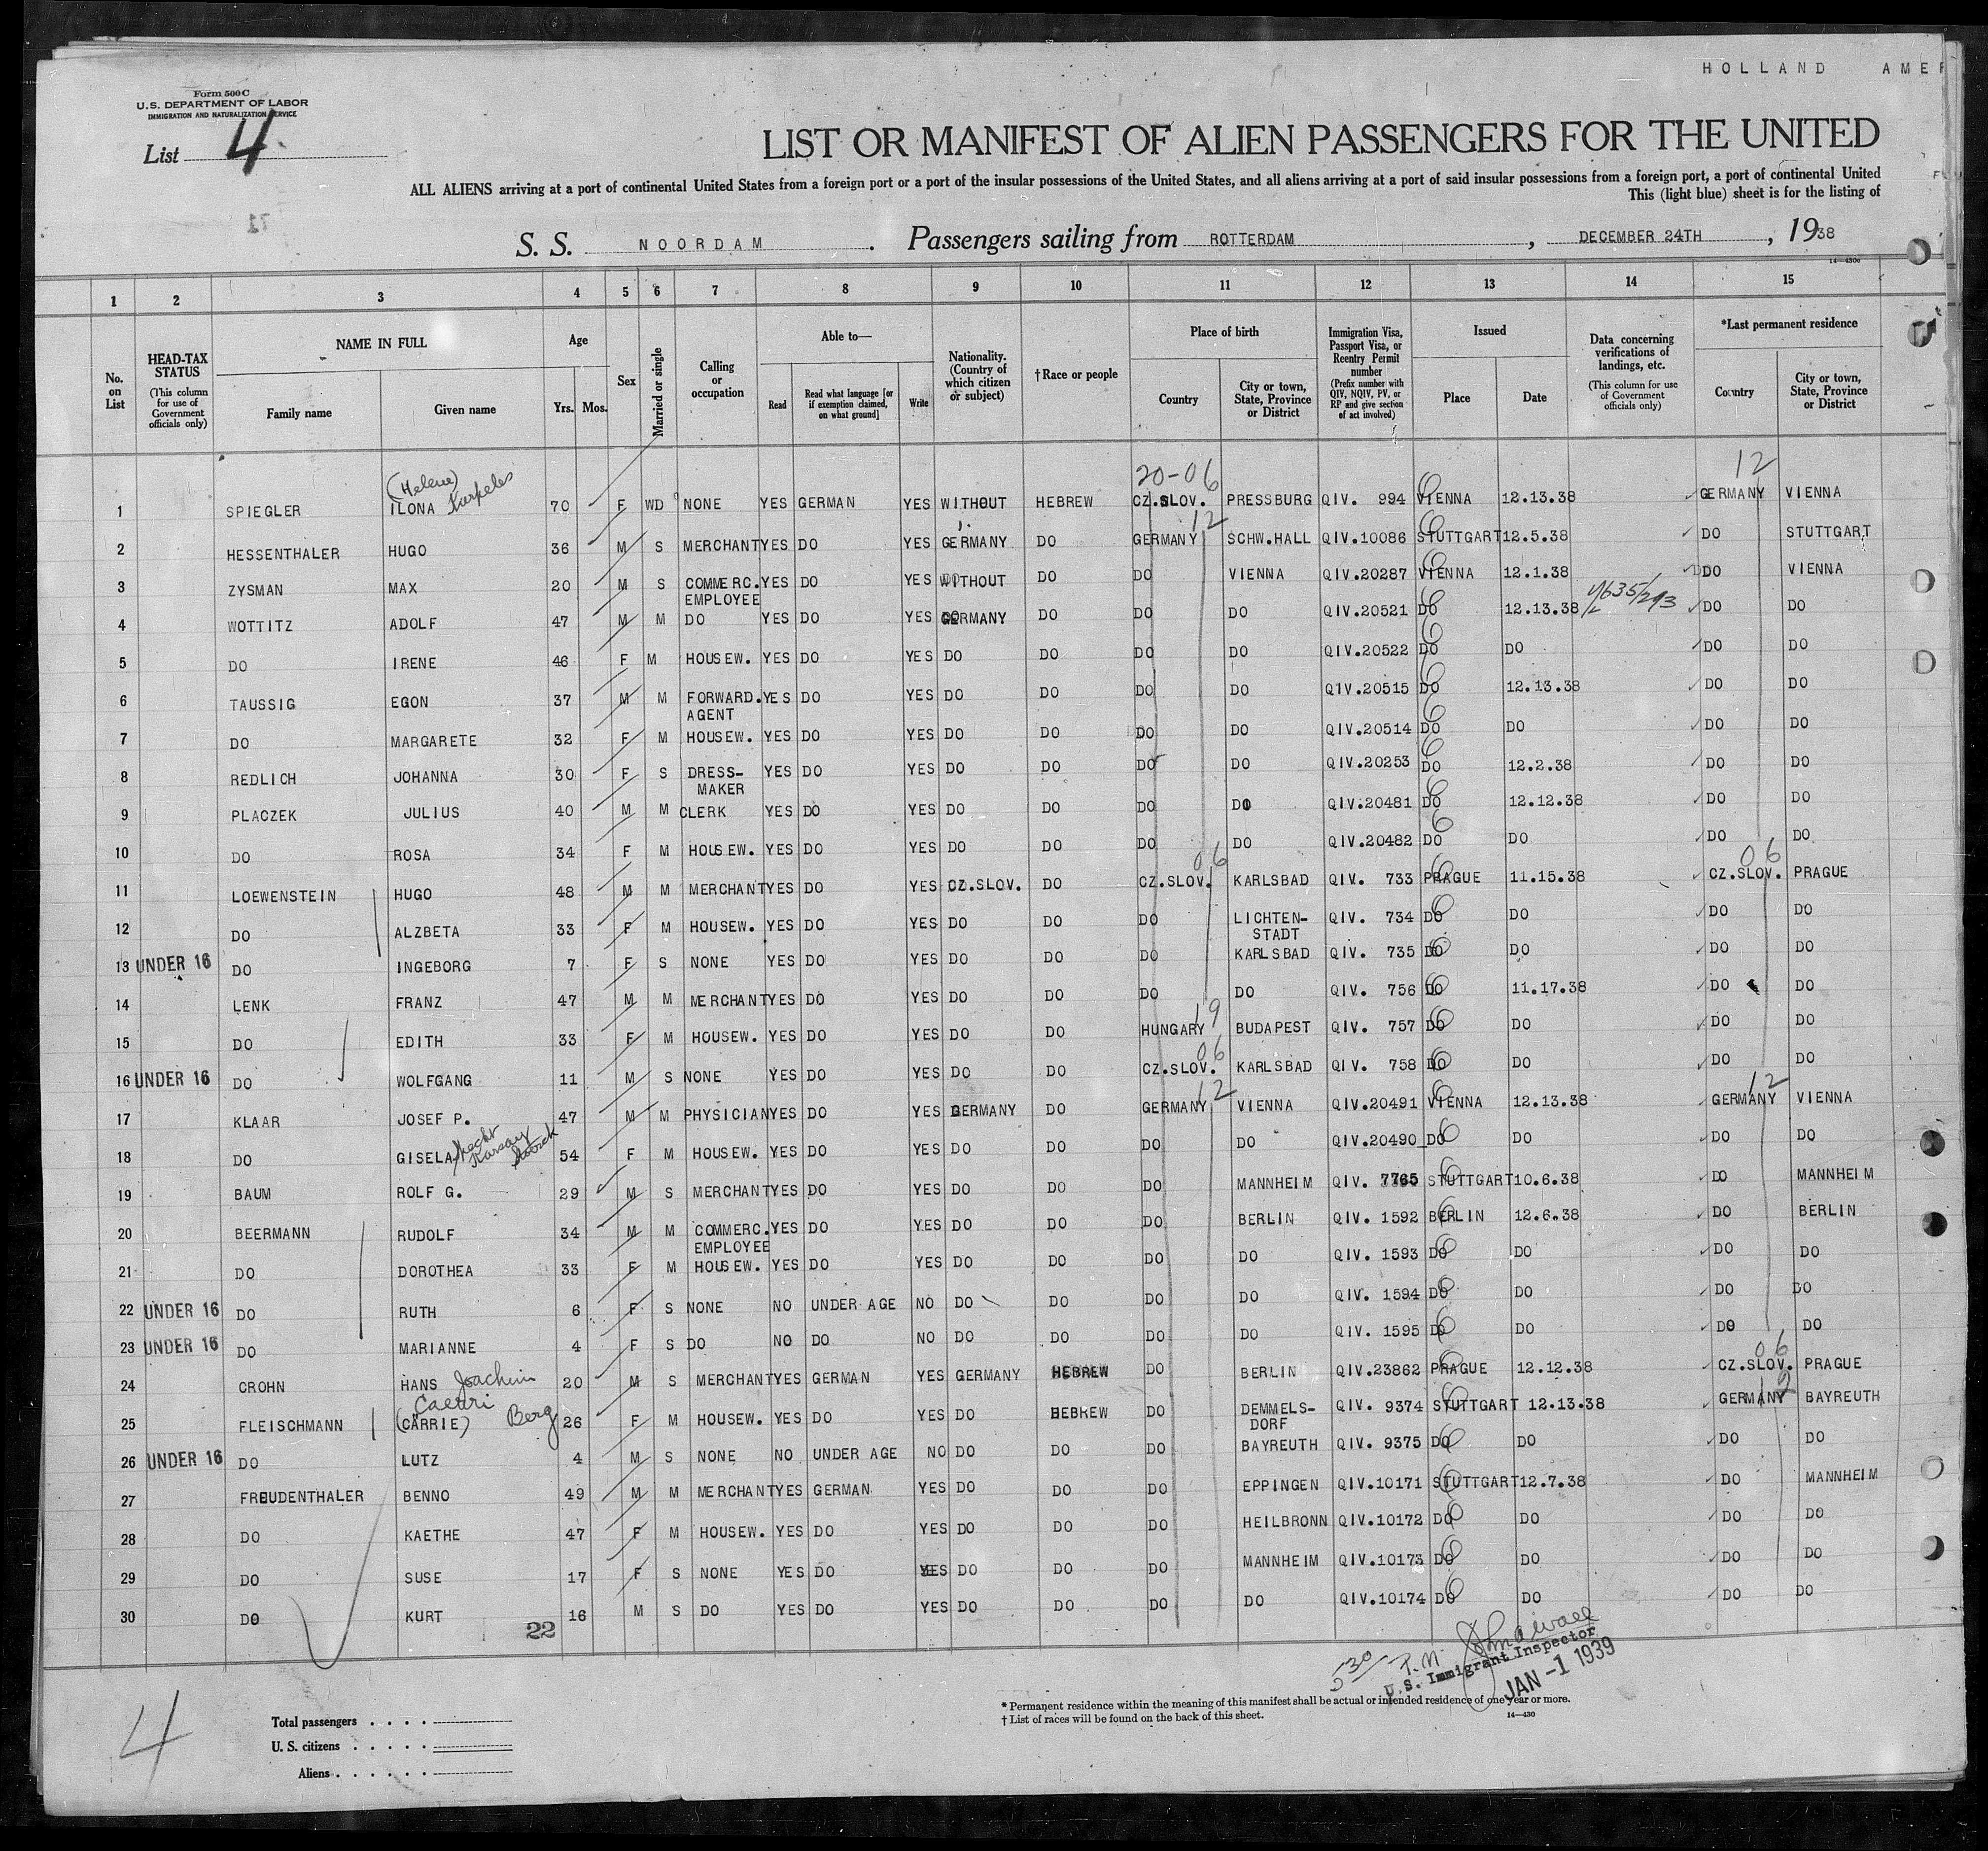 HOLLAND AMER
Form 500 C
U.S. DEPARTMENT OF LABOR
IMMIGRATION AND NATURALIZATION SERVICE
List 4
LIST OR MANIFEST OF ALIEN PASSENGERS FOR THE UNITED
ALL ALIENS arriving at a port of continental United States from a foreign port or a port of the insular possessions of the United States, and all aliens arriving at a port of said insular possessions from a foreign port, a port of continental United
This (light blue) sheet is for the listing of
S. S. NOORDAM. Passengers sailing from ROTTERDAM, DECEMBER 24TH, 1938
14—430c
1 2 3 4 5 6 7 8 9 10 11 12 13 14 15
No. on List
HEAD-TAX STATUS (This column for use of Government officials only)
NAME IN FULL
Family name Given name
Age
Yrs. Mos.
Sex
Married or single
Calling or occupation
Able to—
Read Read what language [or if exemption claimed, on what ground] Write
Nationality. (Country of which citizen or subject)
†Race or people
Place of birth
Country City or town, State, Province or District
Immigration Visa, Passport Visa, or Reentry Permit number (Prefix number with QIV, NQIV, PV, or RP and give section of act involved)
Issued
Place Date
Data concerning verifications of landings, etc. (This column for use of Government officials only)
*Last permanent residence
Country City or town, State, Province or District
20-06 12
(Helene) Karpeles
1 SPIEGLER ILONA 70 F WD NONE YES GERMAN YES WITHOUT HEBREW CZ.SLOV. PRESSBURG QIV. 994 VIENNA 12.13.38 GERMANY VIENNA
12
2 HESSENTHALER HUGO 36 M S MERCHANT YES DO YES GERMANY DO GERMANY SCHW.HALL QIV.10086 STUTTGART 12.5.38 DO STUTTGART
3 ZYSMAN MAX 20 M S COMMERC. EMPLOYEE YES DO YES WITHOUT DO DO VIENNA QIV.20287 VIENNA 12.1.38 DO VIENNA
4 WOTTITZ ADOLF 47 M M DO YES DO YES GERMANY DO DO DO QIV.20521 DO 12.13.38 DO DO
5 DO IRENE 46 F M HOUSEW. YES DO YES DO DO DO DO QIV.20522 DO DO DO DO
6 TAUSSIG EGON 37 M M FORWARD. AGENT YES DO YES DO DO DO DO QIV.20515 DO 12.13.38 DO DO
7 DO MARGARETE 32 F M HOUSEW. YES DO YES DO DO DO DO QIV.20514 DO DO DO DO
8 REDLICH JOHANNA 30 F S DRESS-MAKER YES DO YES DO DO DO DO QIV.20253 DO 12.2.38 DO DO
9 PLACZEK JULIUS 40 M M CLERK YES DO YES DO DO DO DO QIV.20481 DO 12.12.38 DO DO
10 DO ROSA 34 F M HOUSEW. YES DO YES DO DO DO DO QIV.20482 DO DO DO DO
06 06
11 LOEWENSTEIN HUGO 48 M M MERCHANT YES DO YES CZ.SLOV. DO CZ.SLOV. KARLSBAD QIV. 733 PRAGUE 11.15.38 CZ.SLOV. PRAGUE
12 DO ALZBETA 33 F M HOUSEW. YES DO YES DO DO DO LICHTEN-STADT QIV. 734 DO DO DO DO
13 UNDER 16 DO INGEBORG 7 F S NONE YES DO YES DO DO DO KARLSBAD QIV. 735 DO DO DO DO
14 LENK FRANZ 47 M M MERCHANT YES DO YES DO DO DO DO QIV. 756 DO 11.17.38 DO DO
19
15 DO EDITH 33 F M HOUSEW. YES DO YES DO DO HUNGARY BUDAPEST QIV. 757 DO DO DO DO
06
16 UNDER 16 DO WOLFGANG 11 M S NONE YES DO YES DO DO CZ.SLOV. KARLSBAD QIV. 758 DO DO DO DO
12 12
17 KLAAR JOSEF P. 47 M M PHYSICIAN YES DO YES GERMANY DO GERMANY VIENNA QIV.20491 VIENNA 12.13.38 GERMANY VIENNA
18 DO GISELA 54 F M HOUSEW. YES DO YES DO DO DO DO QIV.20490 DO DO DO DO
19 BAUM ROLF G. 29 M S MERCHANT YES DO YES DO DO DO MANNHEIM QIV. 7765 STUTTGART 10.6.38 DO MANNHEIM
20 BEERMANN RUDOLF 34 M M COMMERC. EMPLOYEE YES DO YES DO DO DO BERLIN QIV. 1592 BERLIN 12.6.38 DO BERLIN
21 DO DOROTHEA 33 F M HOUSEW. YES DO YES DO DO DO DO QIV. 1593 DO DO DO DO
22 UNDER 16 DO RUTH 6 F S NONE NO UNDER AGE NO DO DO DO DO QIV. 1594 DO DO DO DO
23 UNDER 16 DO MARIANNE 4 F S DO NO DO NO DO DO DO DO QIV. 1595 DO DO DO DO
06
24 CROHN HANS Joachim 20 M S MERCHANT YES GERMAN YES GERMANY HEBREW DO BERLIN QIV.23862 PRAGUE 12.12.38 CZ.SLOV. PRAGUE
12
25 FLEISCHMANN (CARRIE) Berg 26 F M HOUSEW. YES DO YES DO HEBREW DO DEMMELS-DORF QIV. 9374 STUTTGART 12.13.38 GERMANY BAYREUTH
26 UNDER 16 DO LUTZ 4 M S NONE NO UNDER AGE NO DO DO DO BAYREUTH QIV. 9375 DO DO DO DO
27 FREUDENTHALER BENNO 49 M M MERCHANT YES GERMAN YES DO DO DO EPPINGEN QIV.10171 STUTTGART 12.7.38 DO MANNHEIM
28 DO KAETHE 47 F M HOUSEW. YES DO YES DO DO DO HEILBRONN QIV.10172 DO DO DO DO
29 DO SUSE 17 F S NONE YES DO YES DO DO DO MANNHEIM QIV.10173 DO DO DO DO
30 DO KURT 16 M S DO YES DO YES DO DO DO DO QIV.10174 DO DO DO DO
22
530 P.M.
U.S. Immigrant Inspector
JAN -1 1939
*Permanent residence within the meaning of this manifest shall be actual or intended residence of one year or more.
†List of races will be found on the back of this sheet.
14—430
4
Total passengers
U. S. citizens
Aliens